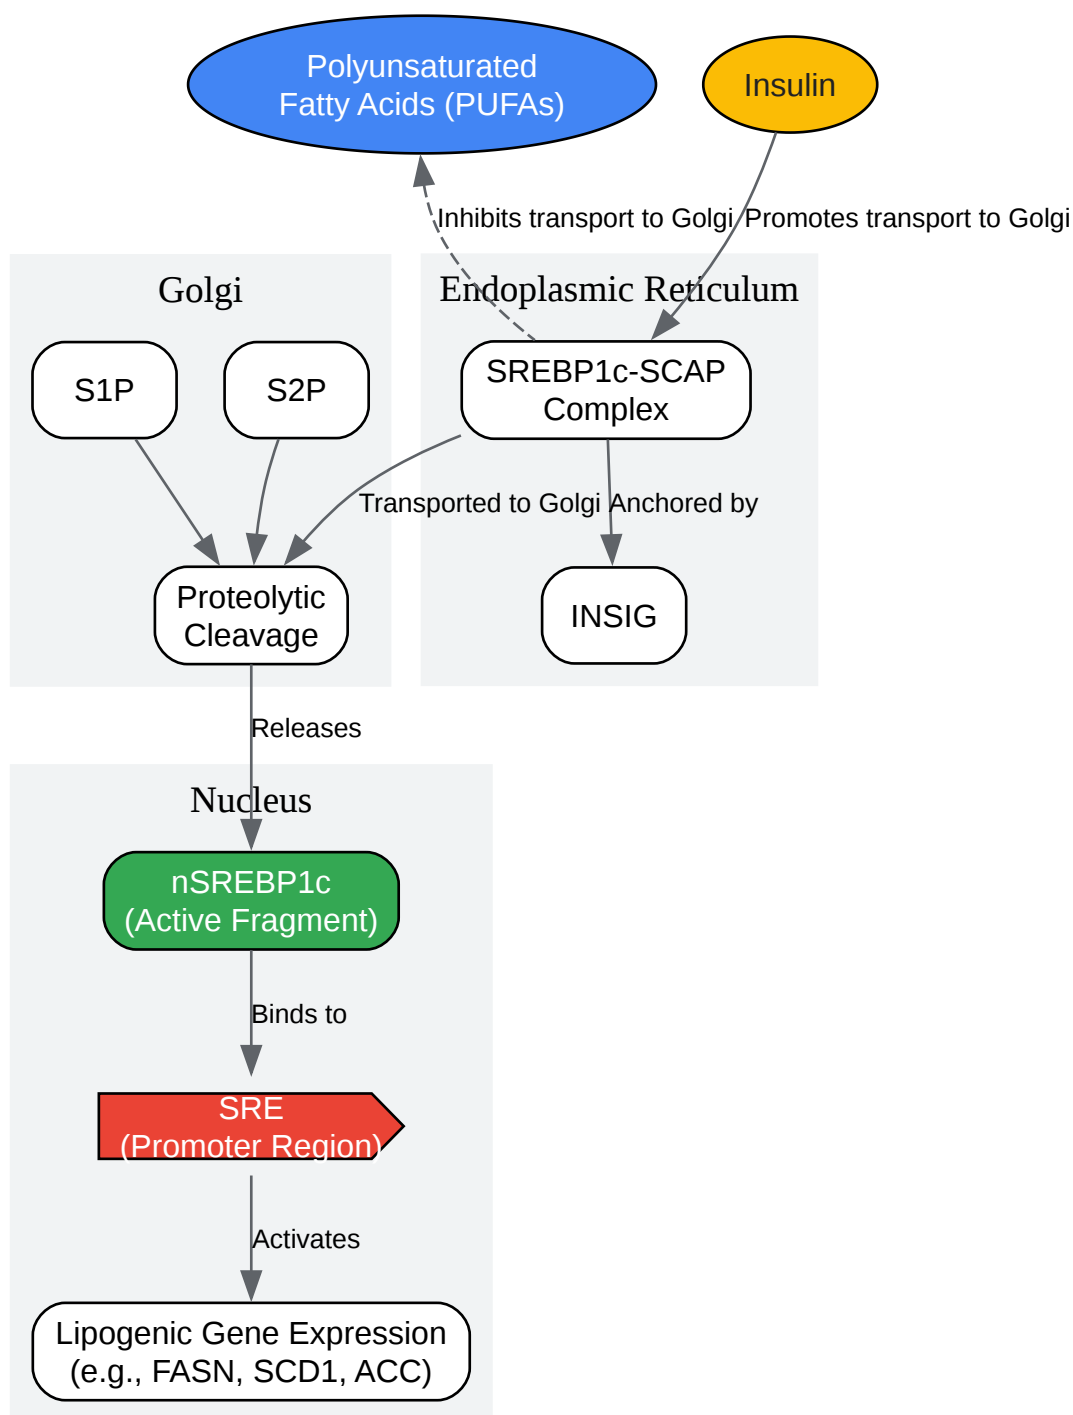 Polyunsaturated
Fatty Acids (PUFAs)
Insulin
Inhibits transport to Golgi
Promotes transport to Golgi
Golgi
Endoplasmic Reticulum
S1P
S2P
SREBP1c-SCAP
Complex
Transported to Golgi
Anchored by
Proteolytic
Cleavage
INSIG
Releases
Nucleus
nSREBP1c
(Active Fragment)
Binds to
SRE
(Promoter Region)
Activates
Lipogenic Gene Expression
(e.g., FASN, SCD1, ACC)